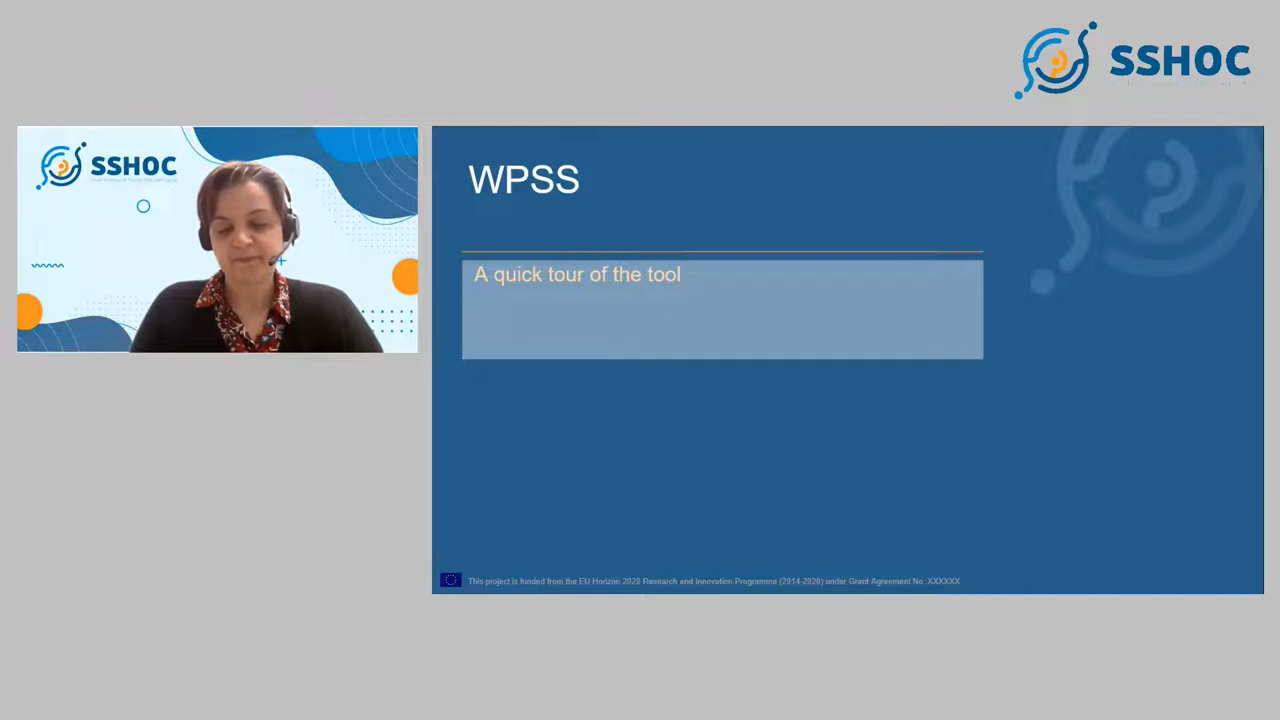 SSHOC
SSHOC
WPSS
A quick tour of the tool
This project is funded from the EU Horizon 2020 Research and Innovation Programme (2014-2020) under Grant Agreement No :XXXXXX